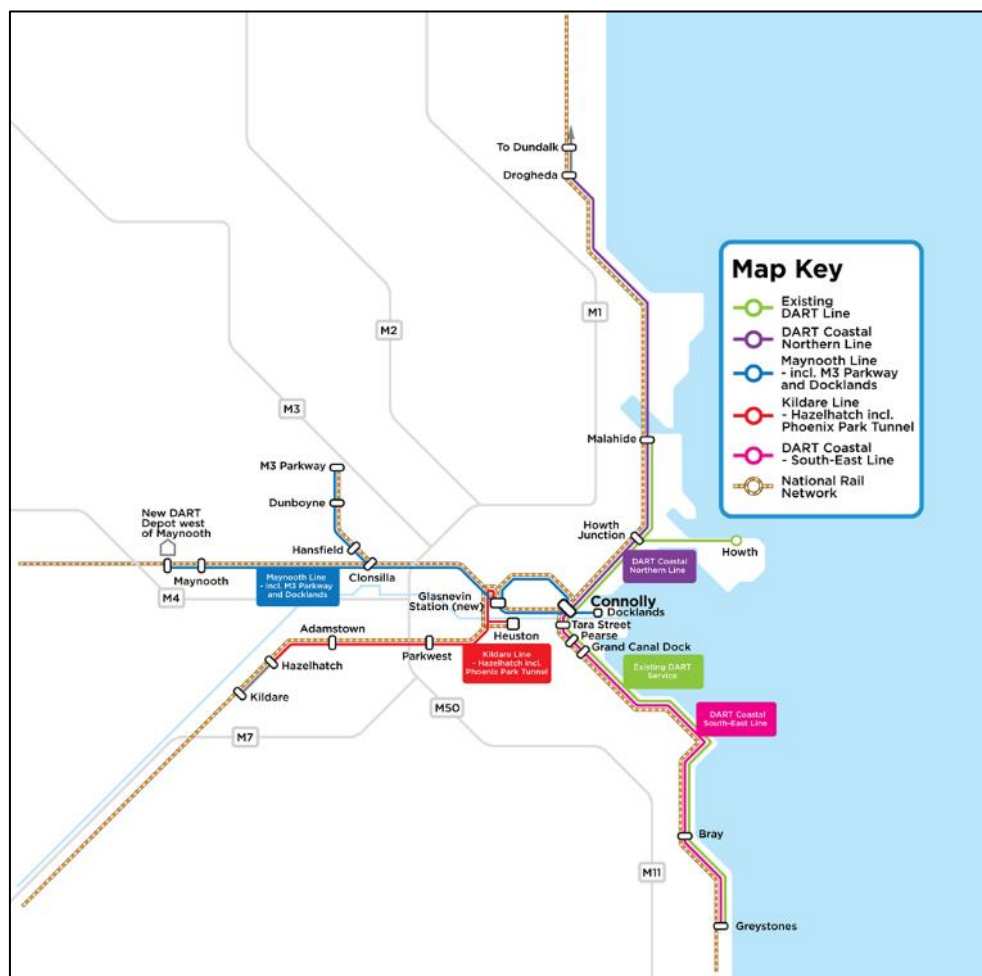 To Dundalk
Drogheda
Map Key
Existing
DART Line
DART Coastal
Northern Line
Maynooth Line
- incl. M3 Parkway
and Docklands
Kildare Line
- Hazelhatch incl.
Phoenix Park Tunnel
DART Coastal
- South-East Line
National Rail
Network
M1
M2
M3
Malahide
M3 Parkway
Dunboyne
New DART
Depot west
of Maynooth
Hansfield
Howth
Junction
Howth
Maynooth
Clonsilla
DART Coastal
Northern Line
Maynooth Line
- incl. M3 Parkway
and Docklands
M4
Glasnevin
Station (new)
Connolly
Docklands
Tara Street
Pearse
Grand Canal Dock
Heuston
Adamstown
Parkwest
Hazelhatch
Kildare Line
- Hazelhatch incl.
Phoenix Park Tunnel
Existing DART
Service
Kildare
M50
DART Coastal
South-East Line
M7
Bray
M11
Greystones